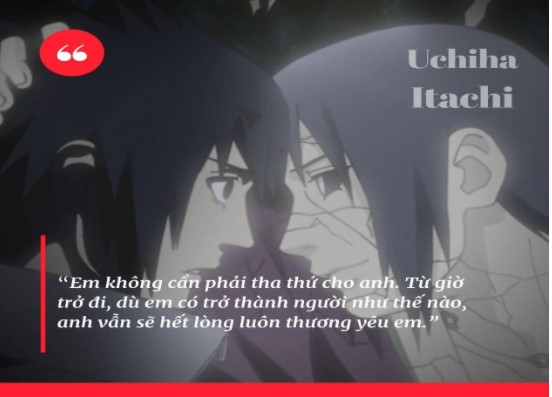 ❝
Uchiha
Itachi
“Em không cần phải tha thứ cho anh. Từ giờ
trở đi, dù em có trở thành người như thế nào,
anh vẫn sẽ hết lòng luôn thương yêu em.”